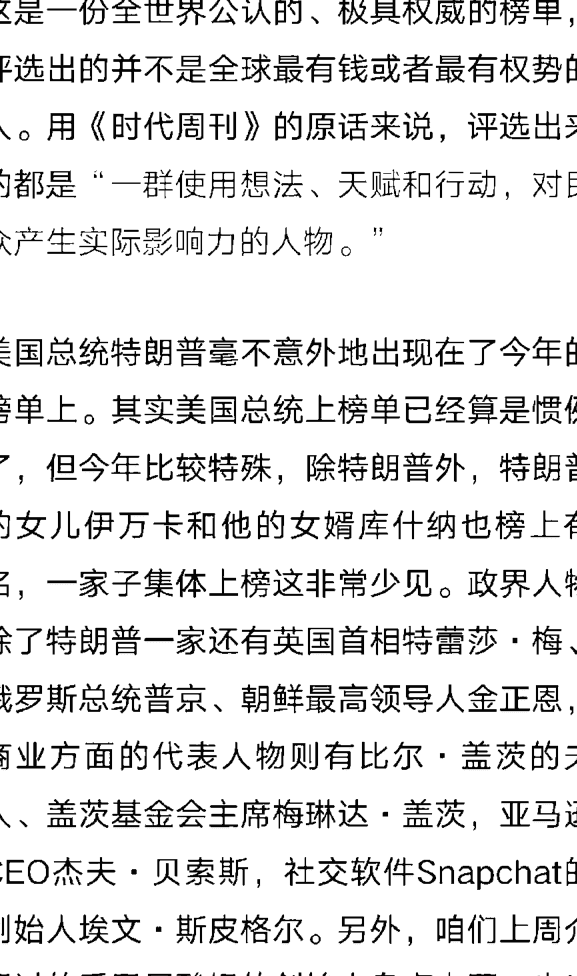 这是一份全世界公认的、极具权威的榜单,
评选出的并不是全球最有钱或者最有权势的
人。用《时代周刊》的原话来说，评选出来
的都是“一群使用想法、天赋和行动，对民
众产生实际影响力的人物。”
美国总统特朗普毫不意外地出现在了今年的
榜单上。其实美国总统上榜单已经算是惯例
了，但今年比较特殊，除特朗普外，特朗普
的女儿伊万卡和他的女婿库什纳也榜上有
名，一家子集体上榜这非常少见。政界人物
除了特朗普一家还有英国首相特蕾莎·梅、
俄罗斯总统普京、朝鲜最高领导人金正恩,
商业方面的代表人物则有比尔·盖茨的夫
人、盖茨基金会主席梅琳达·盖茨，亚马逊
CEO杰夫·贝索斯，社交软件Snapchat的
创始人埃文·斯皮格尔。另外，咱们上周介